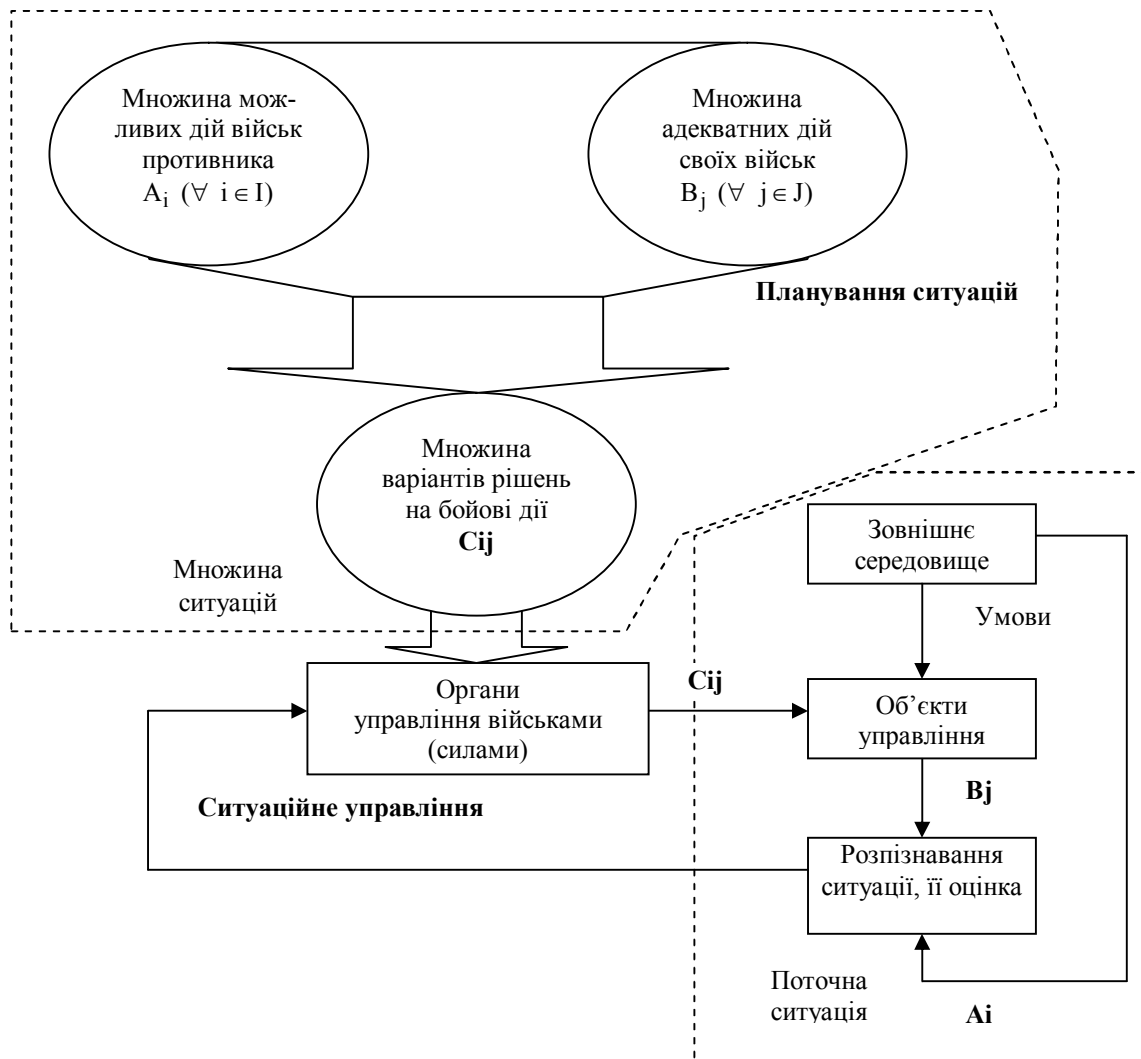 Множина мож-
ливих дій військ
противника
A_i (∀ i ∈ I)
Множина
адекватних дій
своїх військ
B_j (∀ j ∈ J)
Планування ситуацій
Множина
варіантів рішень
на бойові дії
Cij
Множина
ситуацій
Зовнішнє
середовище
Умови
Органи
управління військами
(силами)
Cij
Об’єкти
управління
Ситуаційне управління
Bj
Розпізнавання
ситуації, її оцінка
Поточна
ситуація
Ai